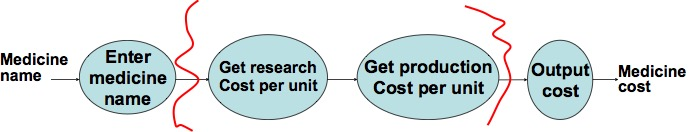 Medicine
name
Enter
medicine
name
Get research
Cost per unit
Get production
Cost per unit
Output
cost
Medicine
cost